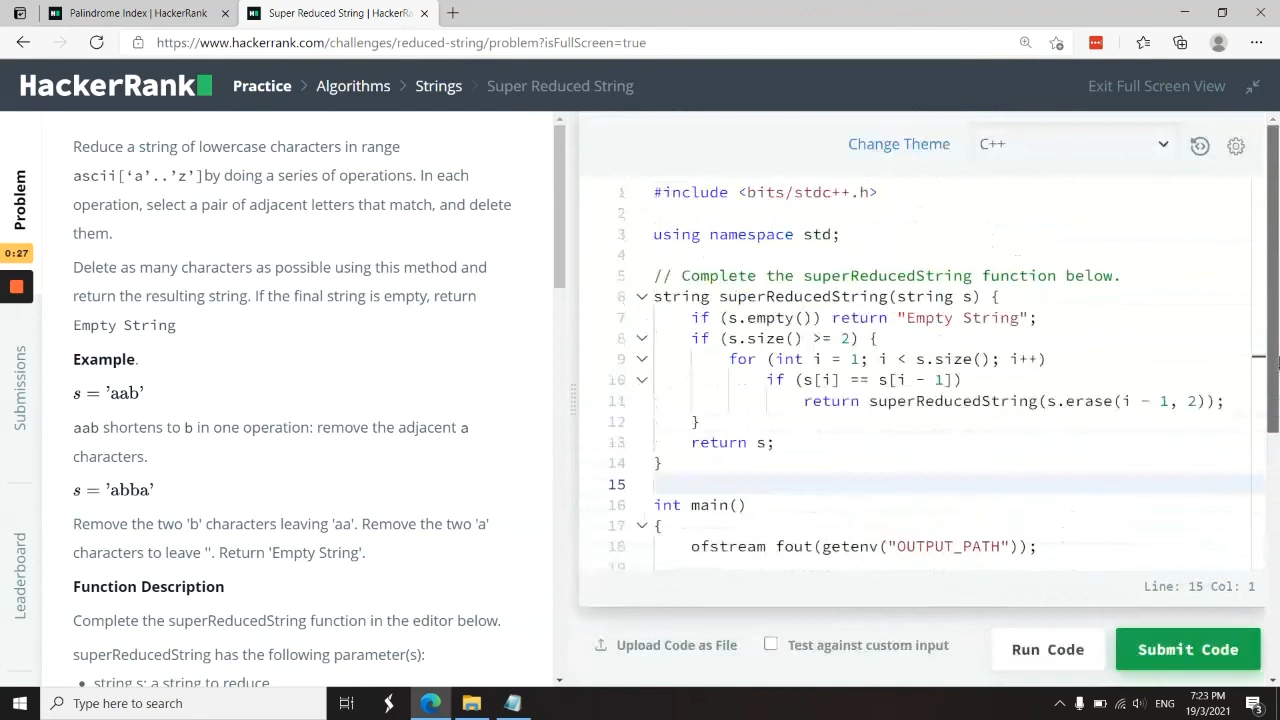 Palindrome Index | HackerRank
Super Reduced String | HackerRa
https://www.hackerrank.com/challenges/reduced-string/problem?isFullScreen=true
HackerRank
Practice > Algorithms > Strings > Super Reduced String
Exit Full Screen View
Problem
0:27
Submissions
Leaderboard
Reduce a string of lowercase characters in range
ascii[‘a’..’z’]by doing a series of operations. In each
operation, select a pair of adjacent letters that match, and delete
them.
Delete as many characters as possible using this method and
return the resulting string. If the final string is empty, return
Empty String
Example.
s = 'aab'
aab shortens to b in one operation: remove the adjacent a
characters.
s = 'abba'
Remove the two 'b' characters leaving 'aa'. Remove the two 'a'
characters to leave ''. Return 'Empty String'.
Function Description
Complete the superReducedString function in the editor below.
superReducedString has the following parameter(s):
• string s: a string to reduce
Change Theme
C++
1 #include <bits/stdc++.h>
2
3 using namespace std;
4
5 // Complete the superReducedString function below.
6 string superReducedString(string s) {
7 if (s.empty()) return "Empty String";
8 if (s.size() >= 2) {
9 for (int i = 1; i < s.size(); i++)
10 if (s[i] == s[i - 1])
11 return superReducedString(s.erase(i - 1, 2));
12 }
13 return s;
14 }
15
16 int main()
17 {
18 ofstream fout(getenv("OUTPUT_PATH"));
19
Line: 15 Col: 1
Upload Code as File
Test against custom input
Run Code
Submit Code
Type here to search
ENG
7:23 PM
19/3/2021
3